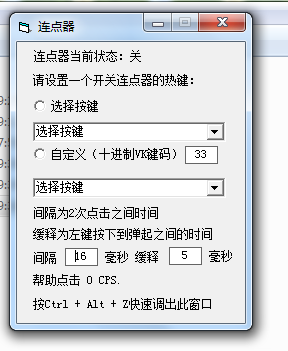 连点器
连点器当前状态：关
请设置一个开关连点器的热键：
选择按键
选择按键
自定义（十进制VK键码） 33
选择按键
间隔为2次点击之间时间
缓释为左键按下到弹起之间的时间
间隔 16 毫秒 缓释 5 毫秒
帮助点击 0 CPS.
按Ctrl + Alt + Z快速调出此窗口